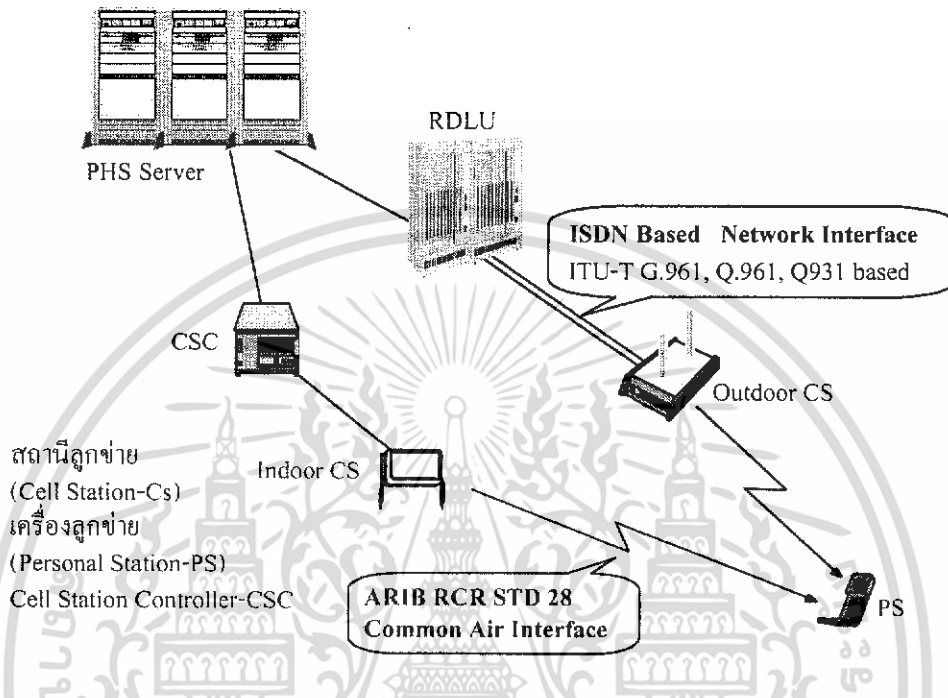 RDLU
PHS Server
ISDN Based Network Interface
ITU-T G.961, Q.961, Q931 based
CSC
Outdoor CS
สถานีลูกข่าย
(Cell Station-Cs)
เครื่องลูกข่าย
(Personal Station-PS)
Cell Station Controller-CSC
Indoor CS
ARIB RCR STD 28
Common Air Interface
PS